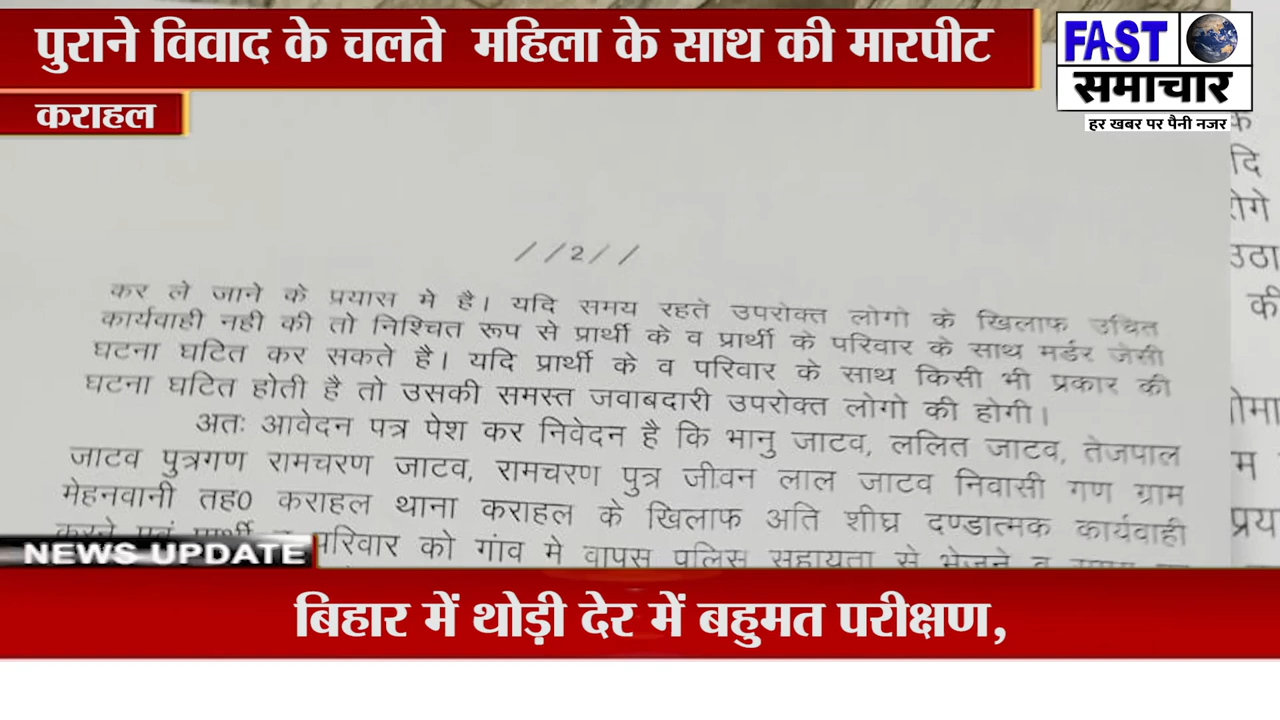 पुराने विवाद के चलते महिला के साथ की मारपीट
FAST
समाचार
हर खबर पर पैनी नजर
कराहल
//2//
कर ले जाने के प्रयास मे है। यदि समय रहते उपरोक्त लोगो के खिलाफ उचित
कार्यवाही नही की तो निश्चित रूप से प्रार्थी के व प्रार्थी के परिवार के साथ मर्डर जेसी
घटना घटित कर सकते है। यदि प्रार्थी के व परिवार के साथ किसी भी प्रकार की
घटना घटित होती है तो उसकी समस्त जवाबदारी उपरोक्त लोगो की होगी।
अतः आवेदन पत्र पेश कर निवेदन है कि भानु जाटव, ललित जाटव, तेजपाल
जाटव पुत्रगण रामचरण जाटव, रामचरण पुत्र जीवन लाल जाटव निवासी गण ग्राम
मेहनवानी तह0 कराहल थाना कराहल के खिलाफ अति शीघ्र दण्डात्मक कार्यवाही
करने एवं प्रार्थी परिवार को गांव मे वापस पुलिस सहायता से भेजने व
दि
उठा
की
म
NEWS UPDATE
बिहार में थोड़ी देर में बहुमत परीक्षण,